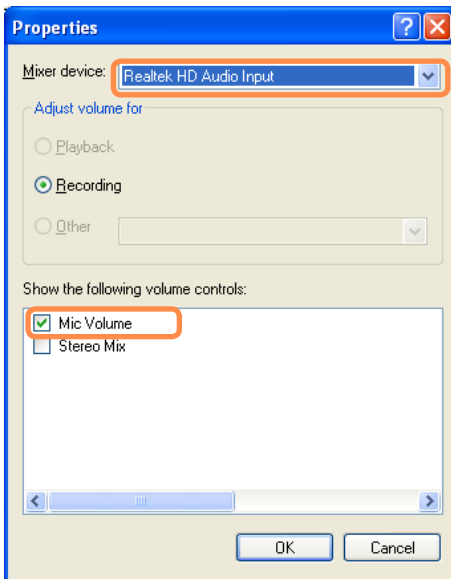 Properties
Mixer device: Realtek HD Audio Input
Adjust volume for
Playback
Recording
Other
Show the following volume controls:
Mic Volume
Stereo Mix
OK Cancel